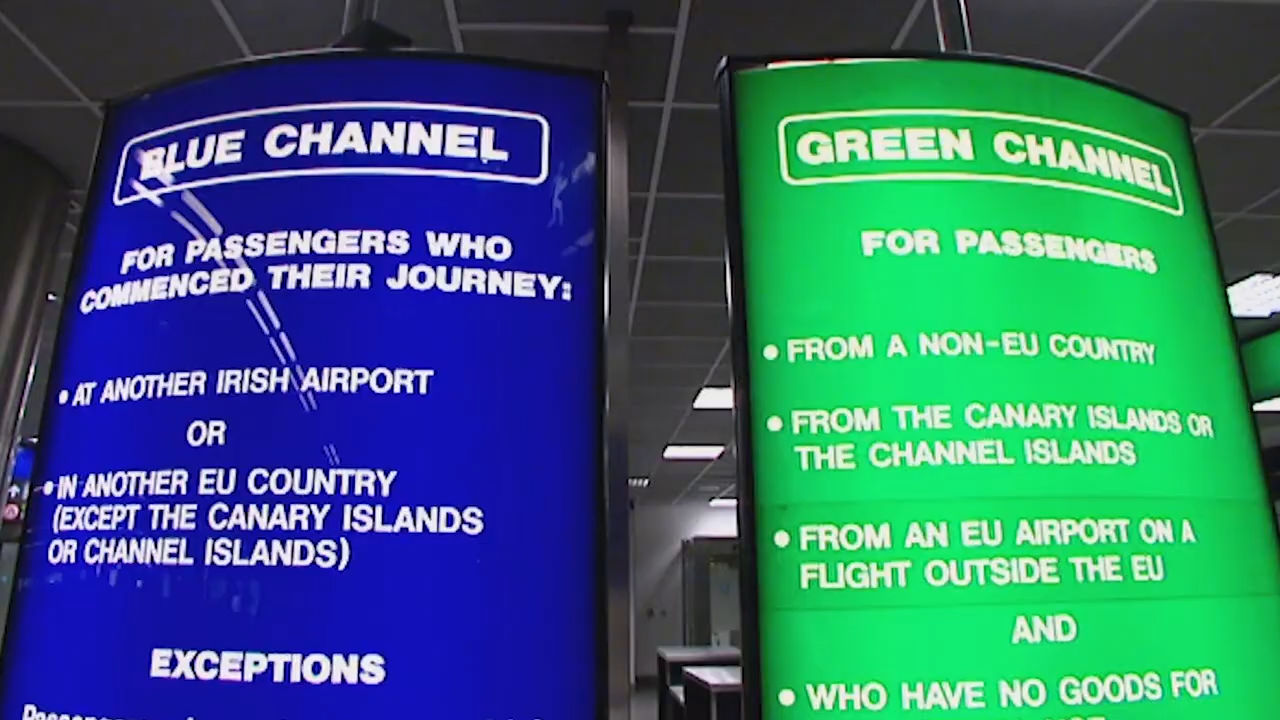 BLUE CHANNEL
FOR PASSENGERS WHO
COMMENCED THEIR JOURNEY:
• AT ANOTHER IRISH AIRPORT
OR
• IN ANOTHER EU COUNTRY
(EXCEPT THE CANARY ISLANDS
OR CHANNEL ISLANDS)
EXCEPTIONS
GREEN CHANNEL
FOR PASSENGERS
• FROM A NON-EU COUNTRY
• FROM THE CANARY ISLANDS OR
THE CHANNEL ISLANDS
• FROM AN EU AIRPORT ON A
FLIGHT OUTSIDE THE EU
AND
• WHO HAVE NO GOODS FOR